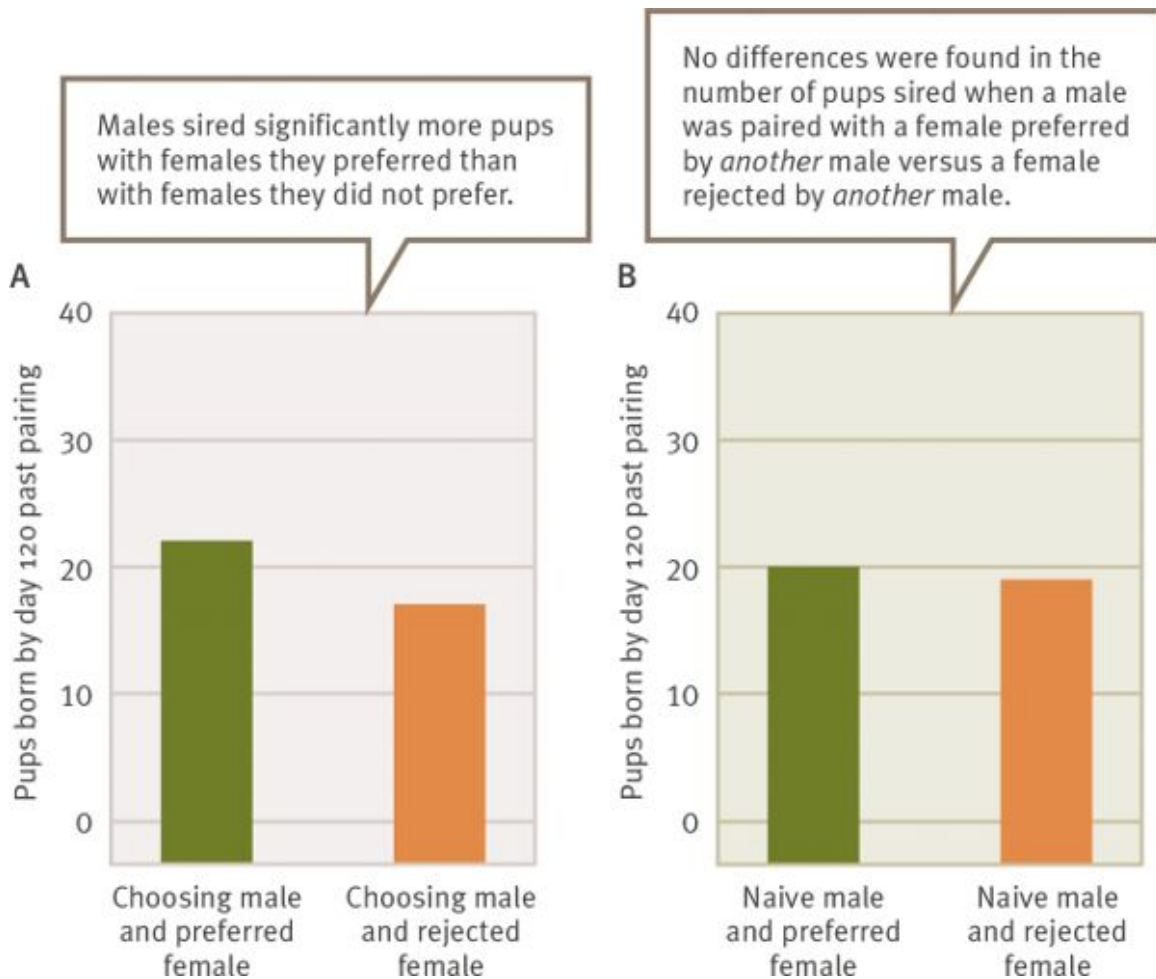 Males sired significantly more pups
with females they preferred than
with females they did not prefer.
No differences were found in the
number of pups sired when a male
was paired with a female preferred
by another male versus a female
rejected by another male.
A
Pups born by day 120 past pairing
40
30
20
10
0
Choosing male
and preferred
female
Choosing male
and rejected
female
B
Pups born by day 120 past pairing
40
30
20
10
0
Naive male
and preferred
female
Naive male
and rejected
female